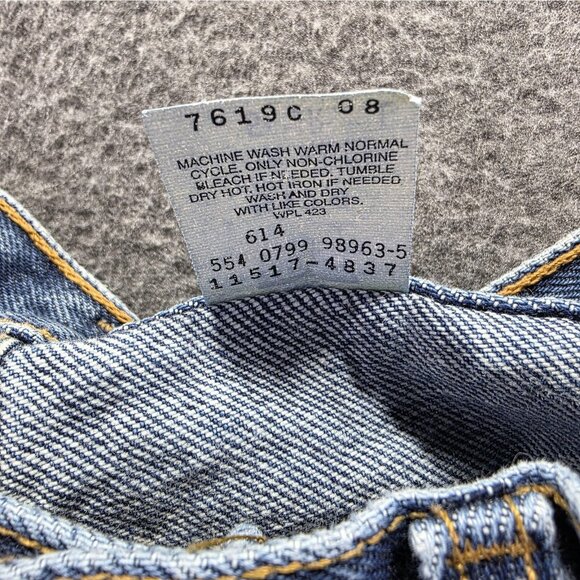 7619C 08
MACHINE WASH WARM NORMAL
CYCLE. ONLY NON-CHLORINE
BLEACH IF NEEDED. TUMBLE
DRY HOT. HOT IRON IF NEEDED
WASH AND DRY
WITH LIKE COLORS.
WPL 423
614
554 0799 98963-5
11517-4837